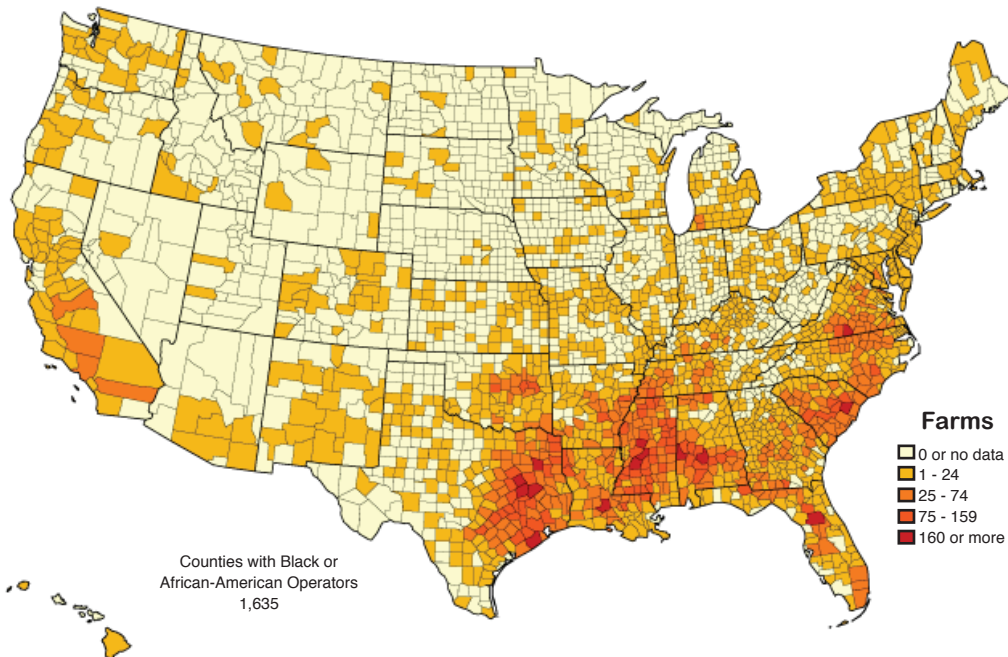 Farms
0 or no data
1 - 24
25 - 74
75 - 159
160 or more
Counties with Black or
African-American Operators
1,635